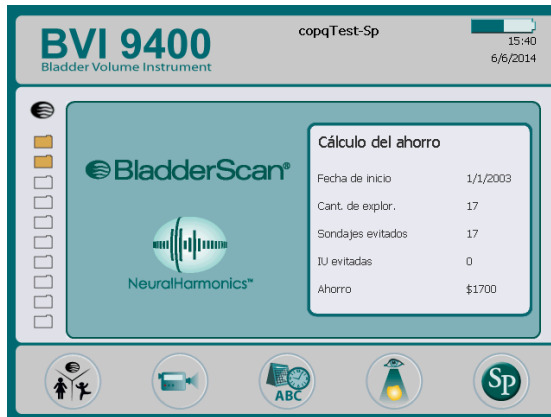 BVI 9400
Bladder Volume Instrument
copqTest-Sp
15:40
6/6/2014
BladderScan®
NeuralHarmonics™
Cálculo del ahorro
Fecha de inicio 1/1/2003
Cant. de explor. 17
Sondajes evitados 17
IU evitadas 0
Ahorro $1700
ABC
Sp